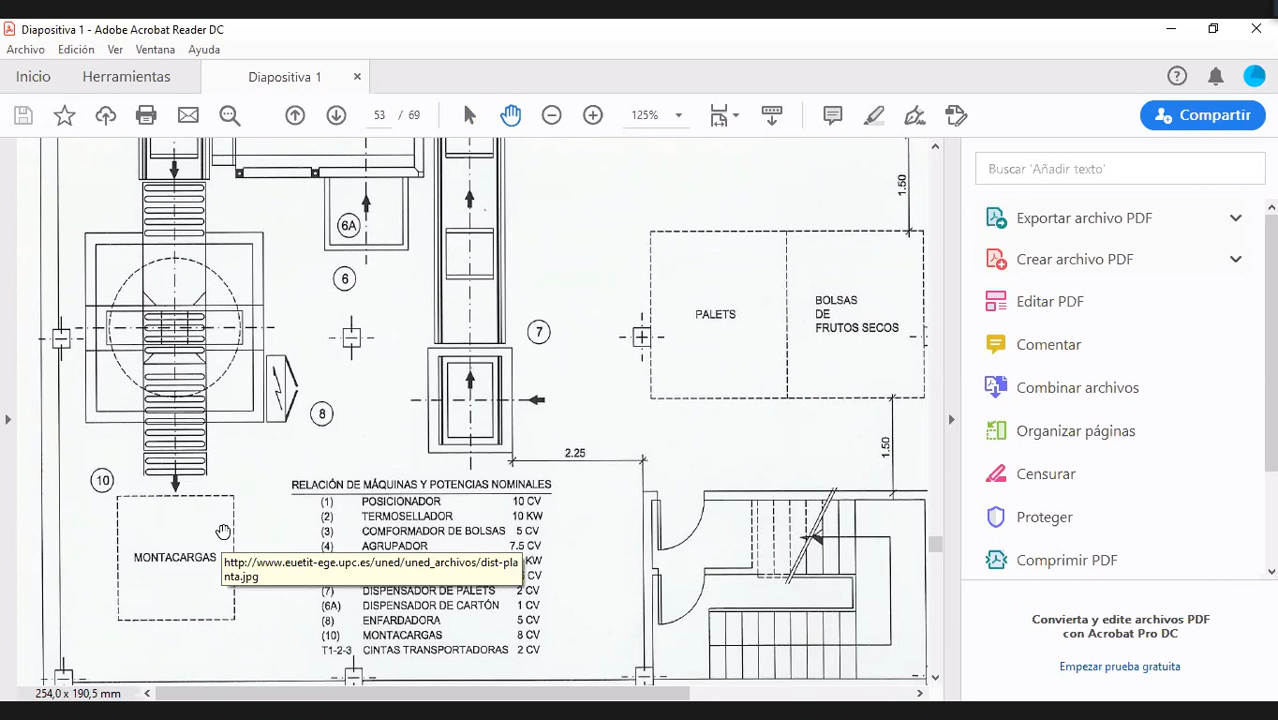 Diapositiva 1 - Adobe Acrobat Reader DC
Archivo Edición Ver Ventana Ayuda
Inicio Herramientas Diapositiva 1
53 / 69 125% Compartir
Buscar 'Añadir texto'
Exportar archivo PDF
Crear archivo PDF
Editar PDF
Comentar
Combinar archivos
Organizar páginas
Censurar
Proteger
Comprimir PDF
Convierta y edite archivos PDF
con Acrobat Pro DC
Empezar prueba gratuita
1.50
6A
6
PALETS
BOLSAS
DE
FRUTOS SECOS
7
8
2.25
1.50
10
MONTACARGAS
RELACIÓN DE MÁQUINAS Y POTENCIAS NOMINALES
(1) POSICIONADOR 10 CV
(2) TERMOSELLADOR 10 KW
(3) COMFORMADOR DE BOLSAS 5 CV
(4) AGRUPADOR 7.5 CV
KW
CV
(7) DISPENSADOR DE PALETS 2 CV
(6A) DISPENSADOR DE CARTÓN 1 CV
(8) ENFARDADORA 5 CV
(10) MONTACARGAS 8 CV
T1-2-3 CINTAS TRANSPORTADORAS 2 CV
http://www.euetit-ege.upc.es/uned/uned_archivos/dist-pla
nta.jpg
254,0 x 190,5 mm